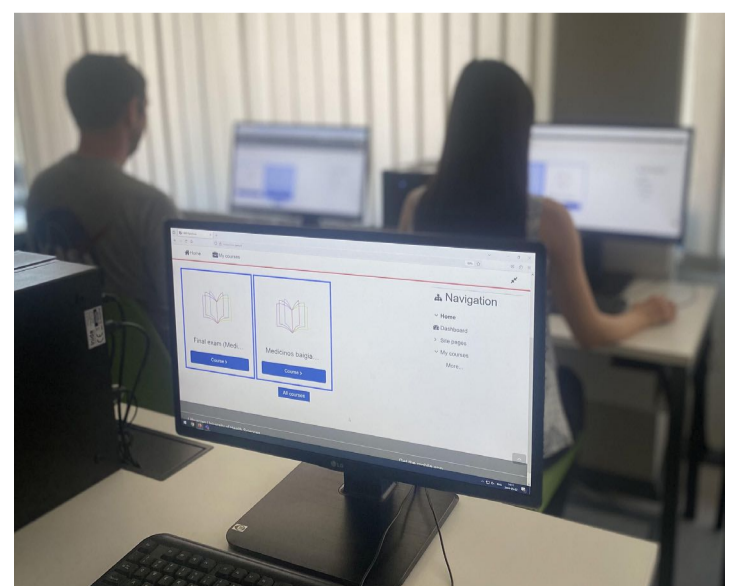 Home My courses
Navigation
Home
Dashboard
Site pages
My courses
More...
Final exam (Medi...
Course >
Medicinos baigia...
Course >
All courses
LG